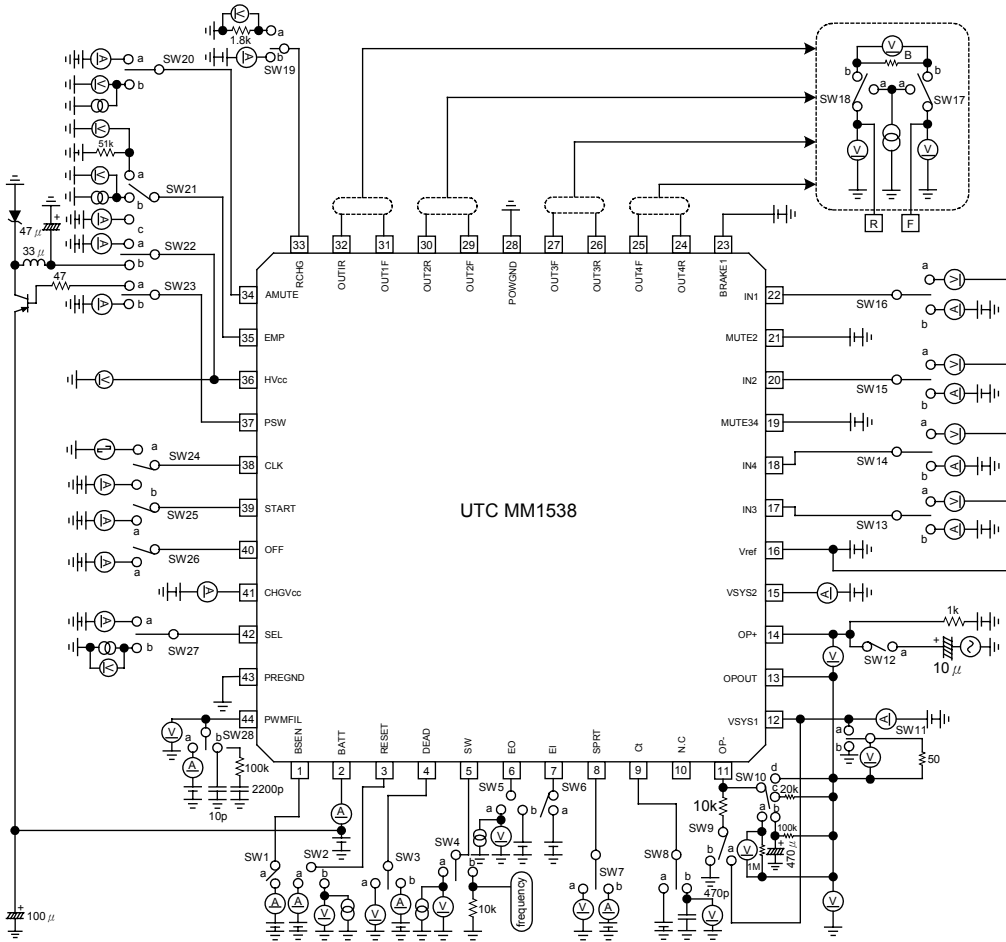 V
1.8k
a
A
b
SW19
A
a
SW20
V
b
V
51k
V
a
SW21
b
A
c
A
a
SW22
b
47μ
33μ
47
a
SW23
A
b
V
B
b
b
SW18
a
a
SW17
V
V
R
F
33
32
31
30
29
28
27
26
25
24
23
RCHG
OUT1R
OUT1F
OUT2R
OUT2F
POWGND
OUT3F
OUT3R
OUT4F
OUT4R
BRAKE1
34
AMUTE
35
EMP
V
36
HVcc
37
PSW
a
SW24
38
CLK
A
b
SW25
39
START
A
a
SW26
40
OFF
A
a
A
41
CHGVcc
A
a
42
SEL
b
SW27
V
43
PREGND
44
PWMFIL
V
SW28
a
b
A
100k
10p
2200p
UTC MM1538
IN1
22
SW16
a
V
b
A
MUTE2
21
IN2
20
SW15
a
V
b
A
MUTE34
19
IN4
18
SW14
a
V
b
A
IN3
17
SW13
a
V
b
A
Vref
16
VSYS2
15
A
OP+
14
1k
SW12
a
+
10μ
V
OPOUT
13
VSYS1
12
a
A
SW11
b
V
50
BSEN
BATT
RESET
DEAD
SW
EO
EI
SPRT
Ct
N.C
OP-
1
2
3
4
5
6
7
8
9
10
11
A
SW1
a
A
SW2
a
b
A
V
SW3
a
b
V
A
SW4
a
b
V
10k
frequency
SW5
a
b
V
SW6
a
b
A
SW7
a
b
V
A
SW8
a
b
470p
V
10k
SW9
b
a
SW10
d
c
20k
a
b
100k
V
1M
470μ
V
+
100μ